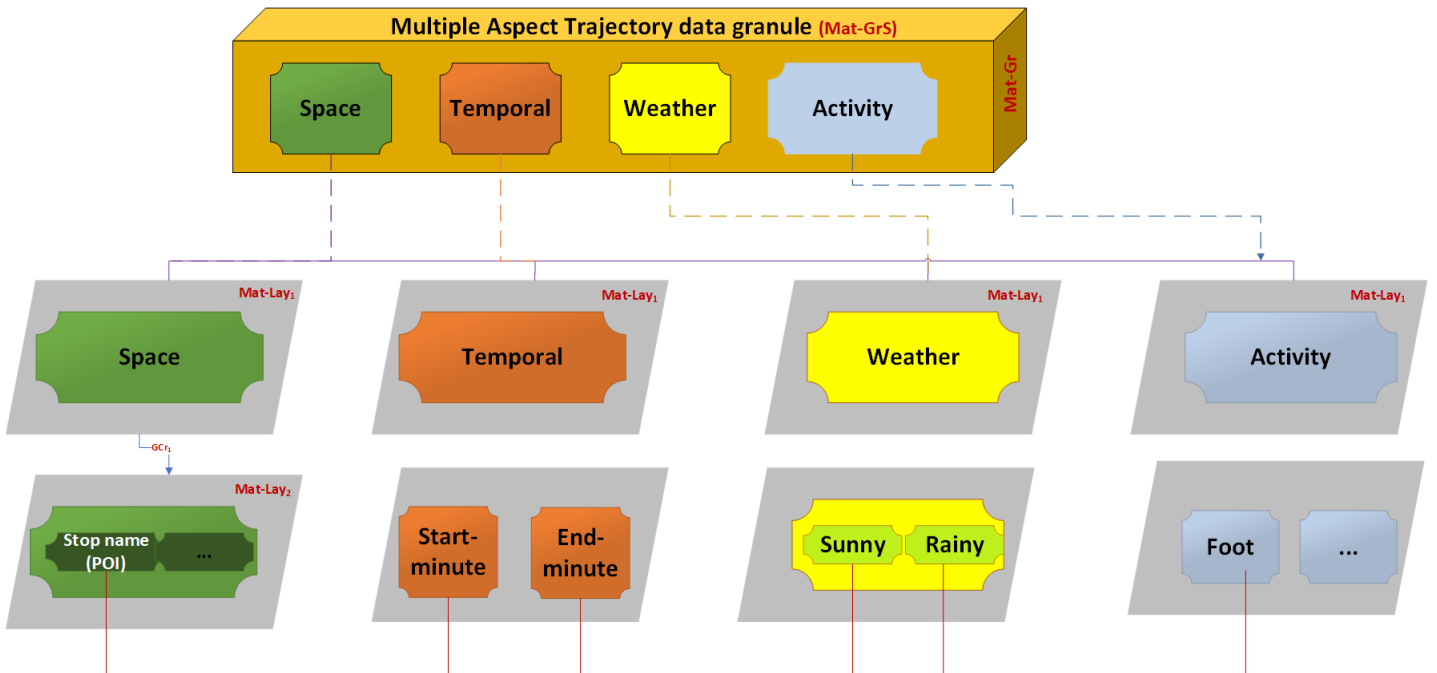 Multiple Aspect Trajectory data granule (Mat-GrS)
Mat-Gr
Space
Temporal
Weather
Activity
Mat-Lay1
Mat-Lay1
Mat-Lay1
Mat-Lay1
Space
Temporal
Weather
Activity
GCr1
Mat-Lay2
Stop name
(POI)
...
Start-
minute
End-
minute
Sunny
Rainy
Foot
...